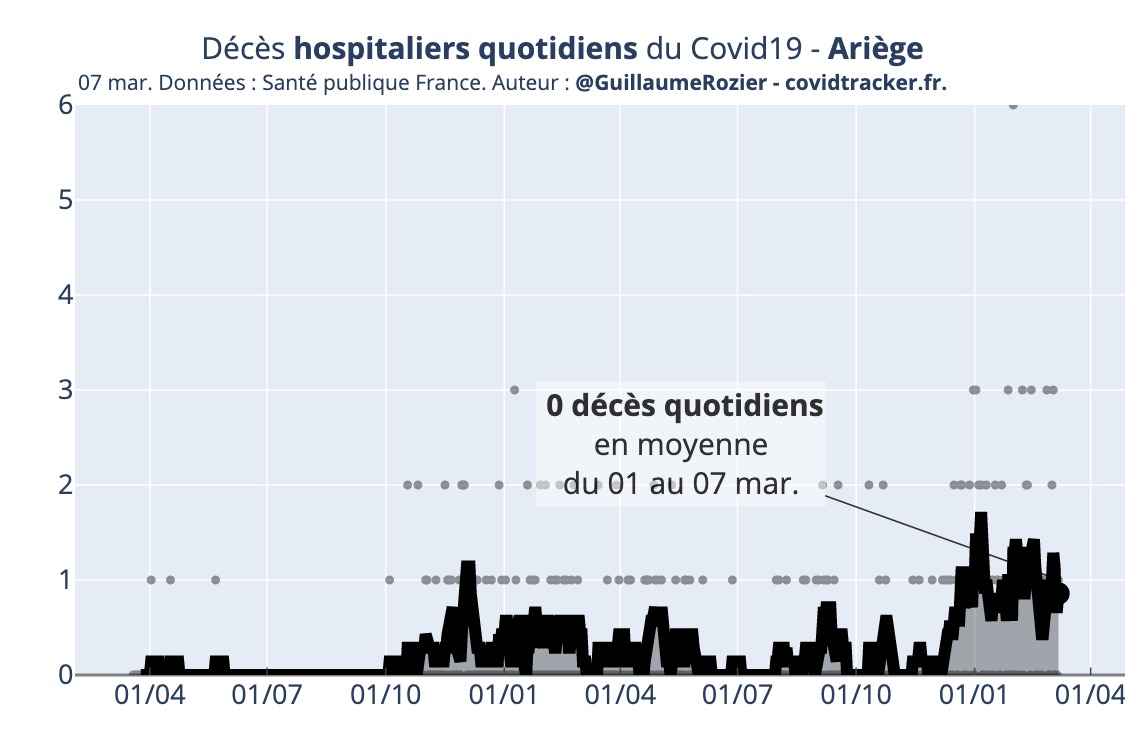 Décès hospitaliers quotidiens du Covid19 - Ariège
07 mar. Données : Santé publique France. Auteur : @GuillaumeRozier - covidtracker.fr.
6
5
4
3
2
1
0
0 décès quotidiens
en moyenne
du 01 au 07 mar.
01/04 01/07 01/10 01/01 01/04 01/07 01/10 01/01 01/04